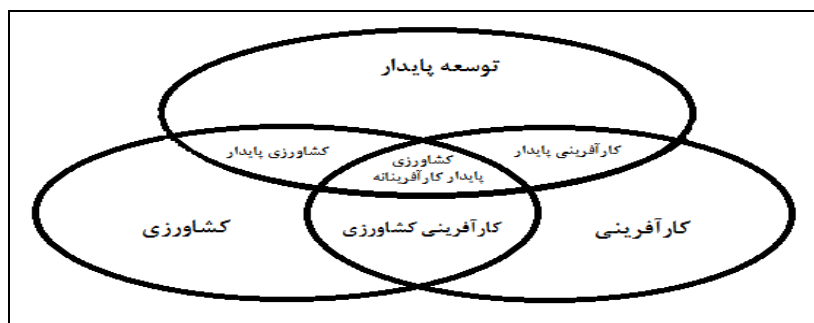 توسعه پایدار
کارآفرینی پایدار
کشاورزی
پایدار کارآفرینانه
کشاورزی پایدار
کارآفرینی
کارآفرینی کشاورزی
کشاورزی